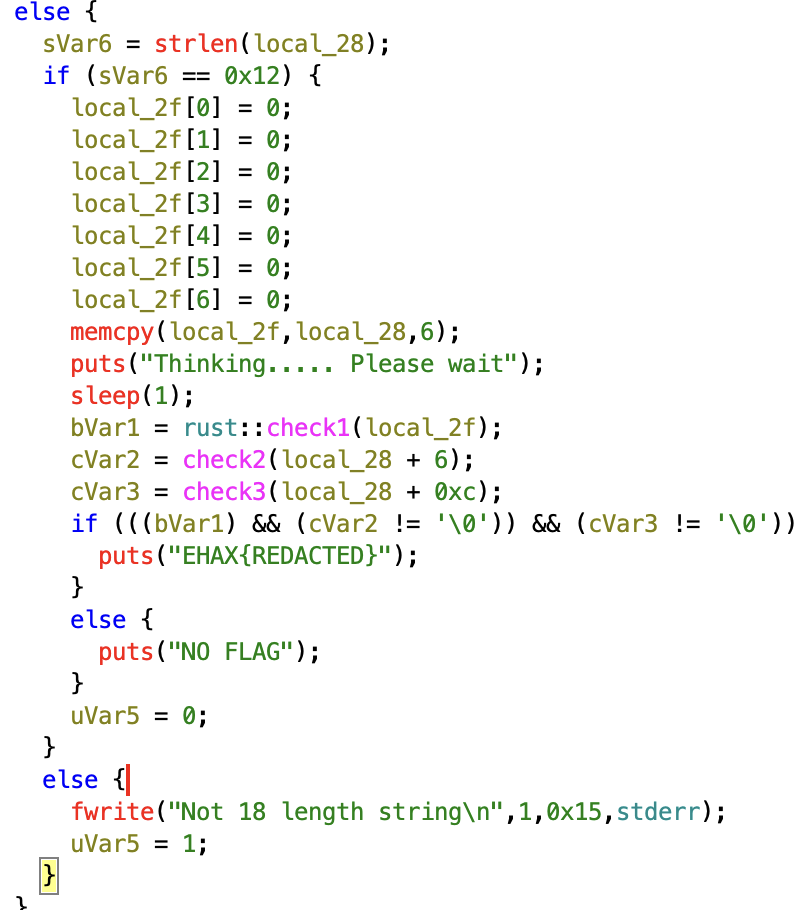 else {
sVar6 = strlen(local_28);
if (sVar6 == 0x12) {
local_2f[0] = 0;
local_2f[1] = 0;
local_2f[2] = 0;
local_2f[3] = 0;
local_2f[4] = 0;
local_2f[5] = 0;
local_2f[6] = 0;
memcpy(local_2f,local_28,6);
puts("Thinking..... Please wait");
sleep(1);
bVar1 = rust::check1(local_2f);
cVar2 = check2(local_28 + 6);
cVar3 = check3(local_28 + 0xc);
if (((bVar1) && (cVar2 != '\0')) && (cVar3 != '\0'))
puts("EHAX{REDACTED}");
}
else {
puts("NO FLAG");
}
uVar5 = 0;
}
else {
fwrite("Not 18 length string\n",1,0x15,stderr);
uVar5 = 1;
}
}